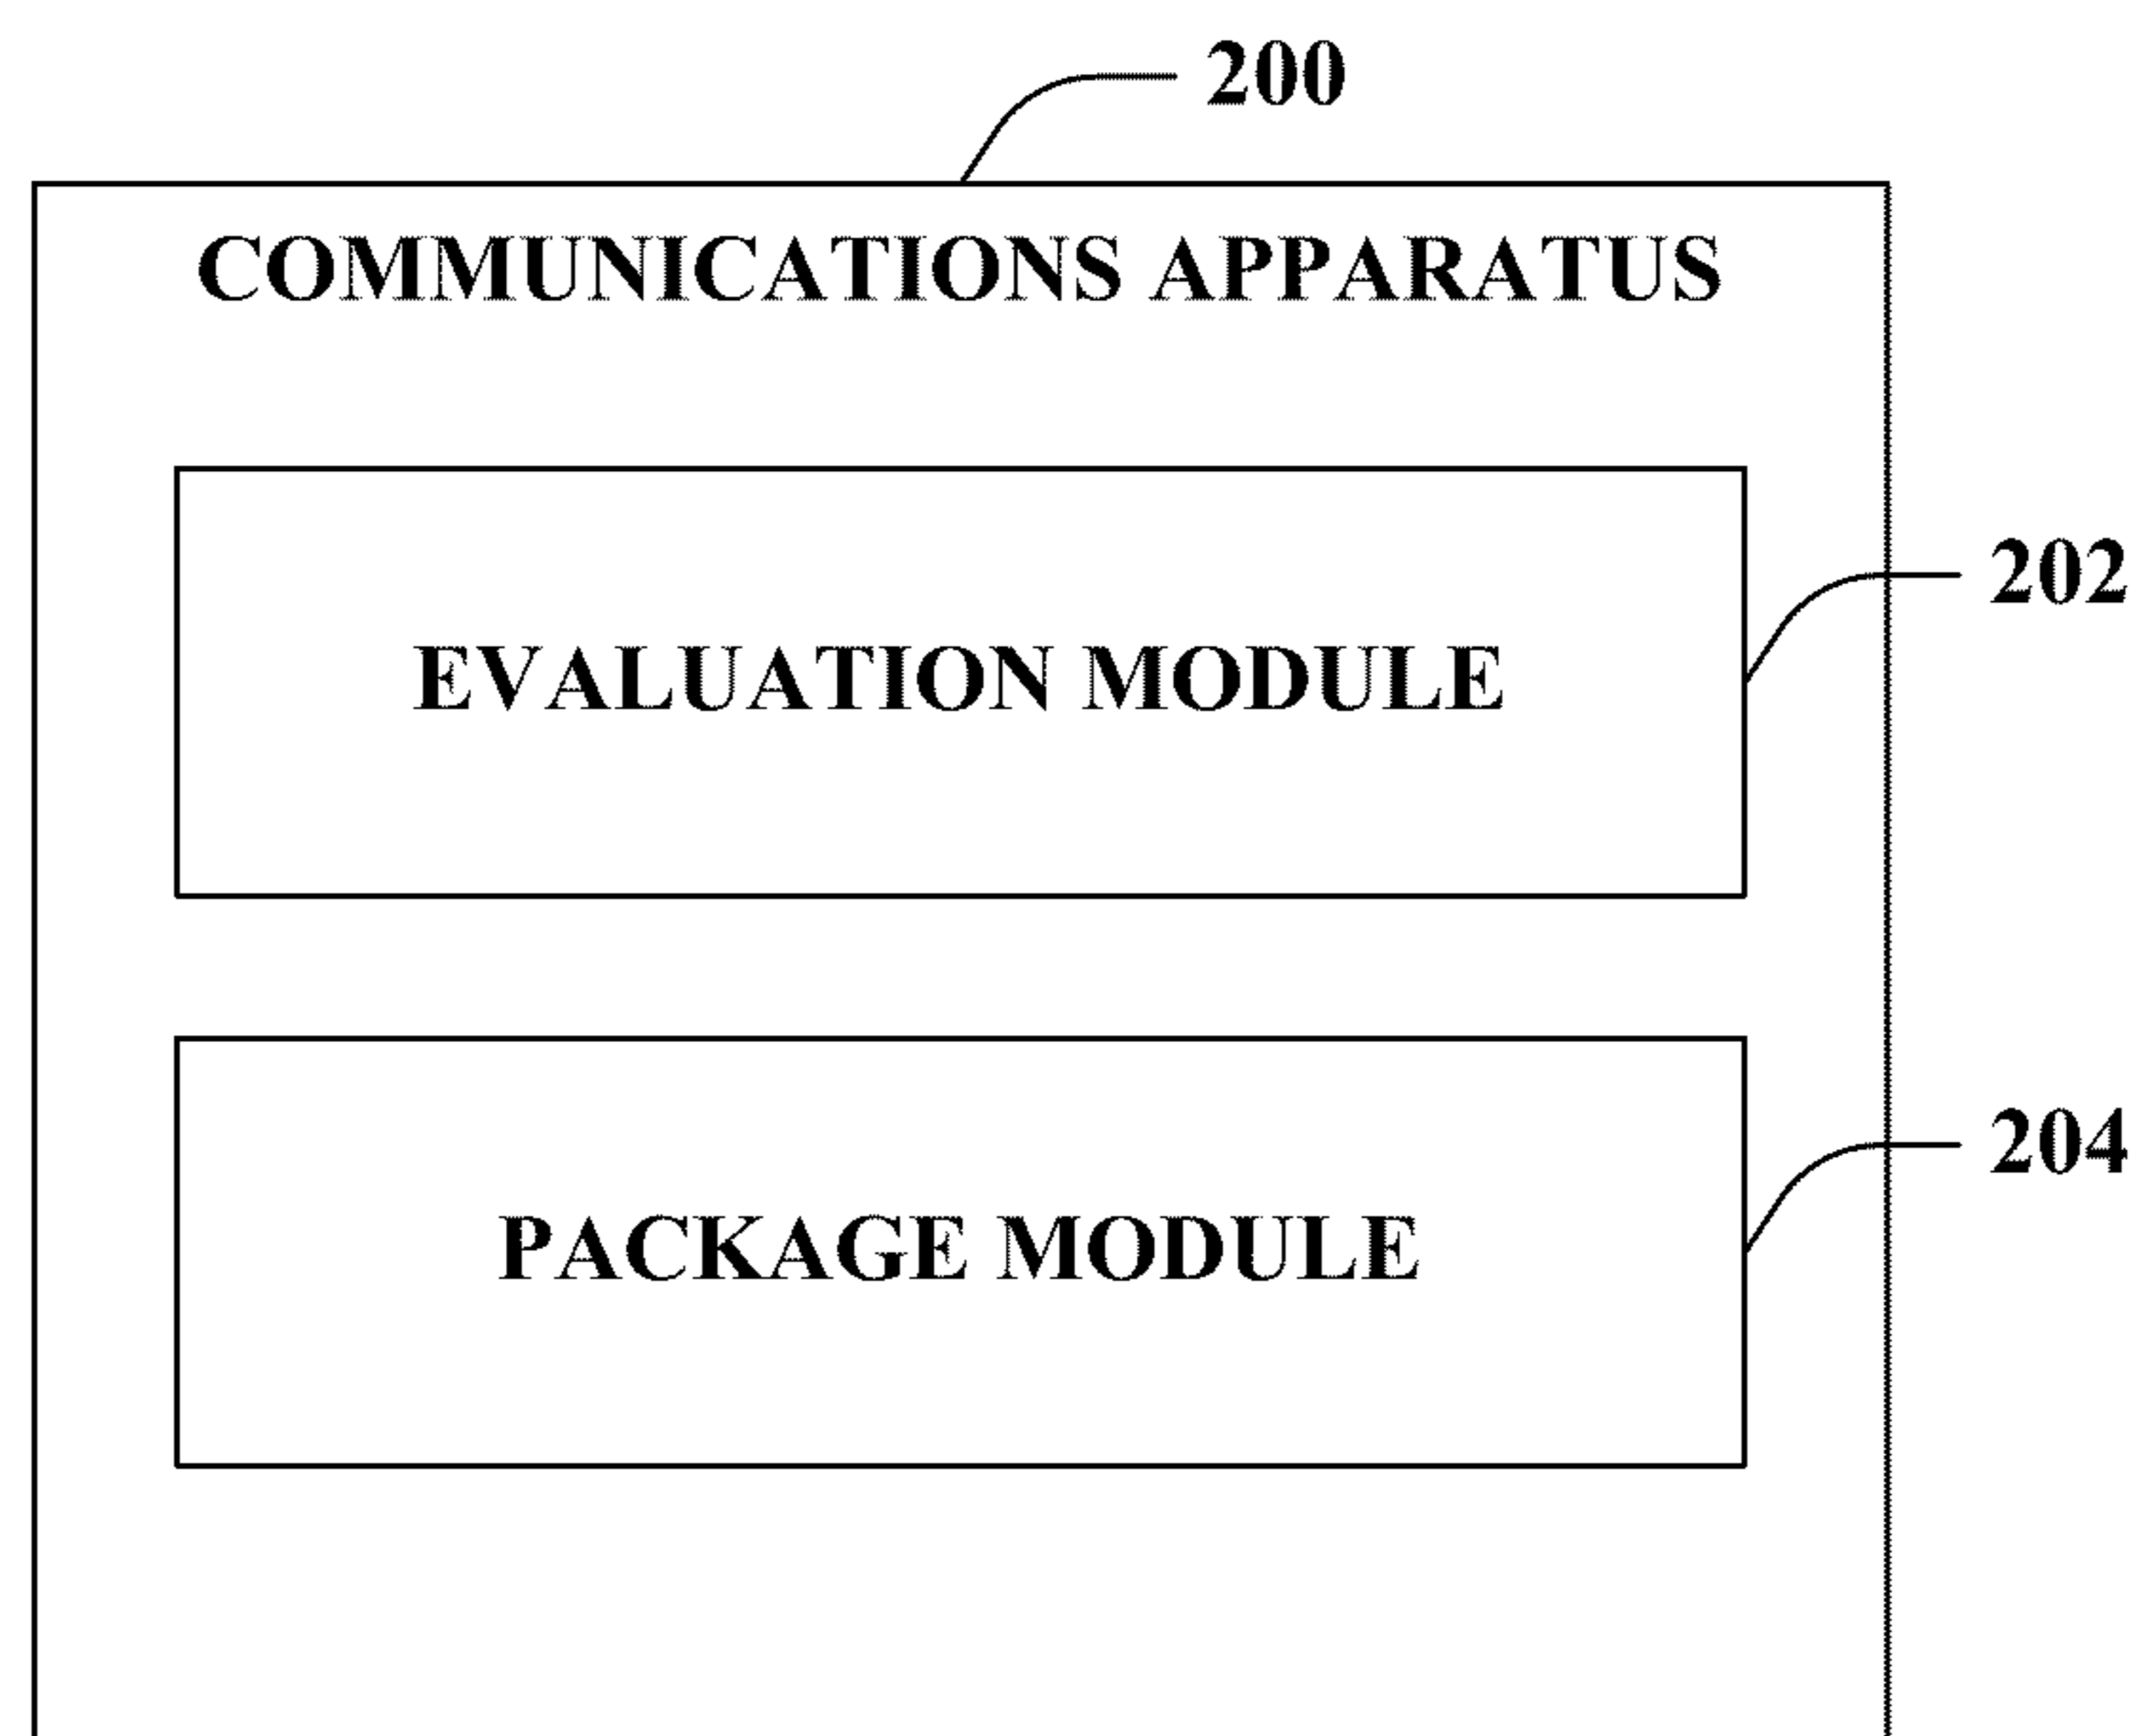 200
COMMUNICATIONS APPARATUS
202
EVALUATION MODULE
204
PACKAGE MODULE